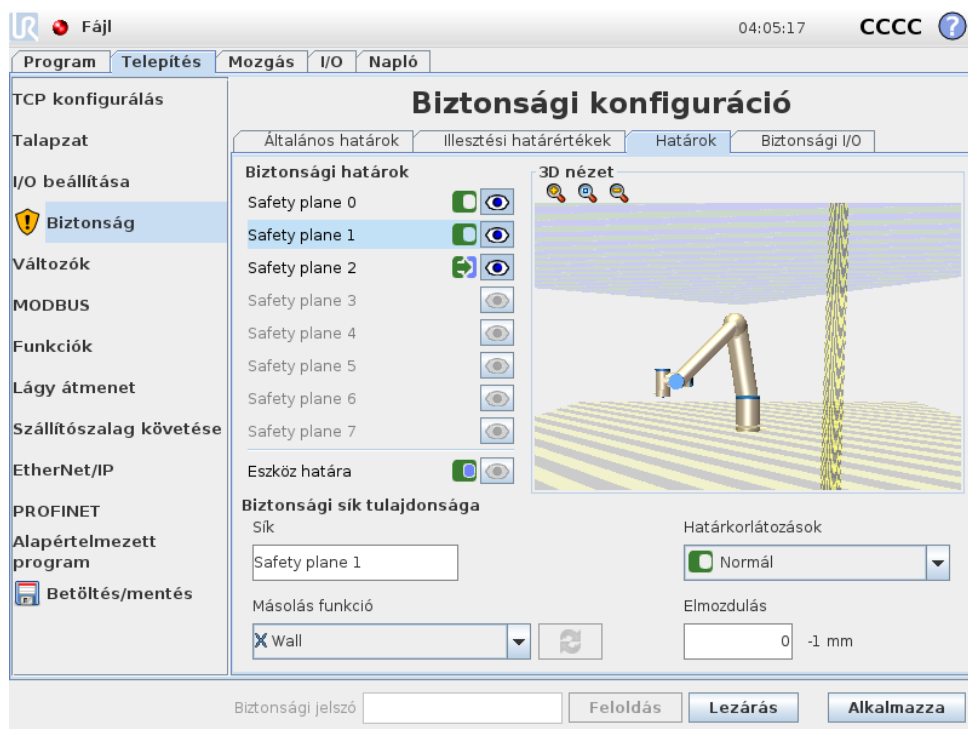 Fájl 04:05:17 CCCC ?
Program Telepítés Mozgás I/O Napló
TCP konfigurálás
Talapzat
I/O beállítása
Biztonság
Változók
MODBUS
Funkciók
Lágy átmenet
Szállítószalag követése
EtherNet/IP
PROFINET
Alapértelmezett
program
Betöltés/mentés
Biztonsági konfiguráció
Általános határok Illesztési határértékek Határok Biztonsági I/O
Biztonsági határok
Safety plane 0
Safety plane 1
Safety plane 2
Safety plane 3
Safety plane 4
Safety plane 5
Safety plane 6
Safety plane 7
Eszköz határa
3D nézet
Biztonsági sík tulajdonsága
Sík
Safety plane 1
Másolás funkció
Wall
Határkorlátozások
Normál
Elmozdulás
0 -1 mm
Biztonsági jelszó Feloldás Lezárás Alkalmazza